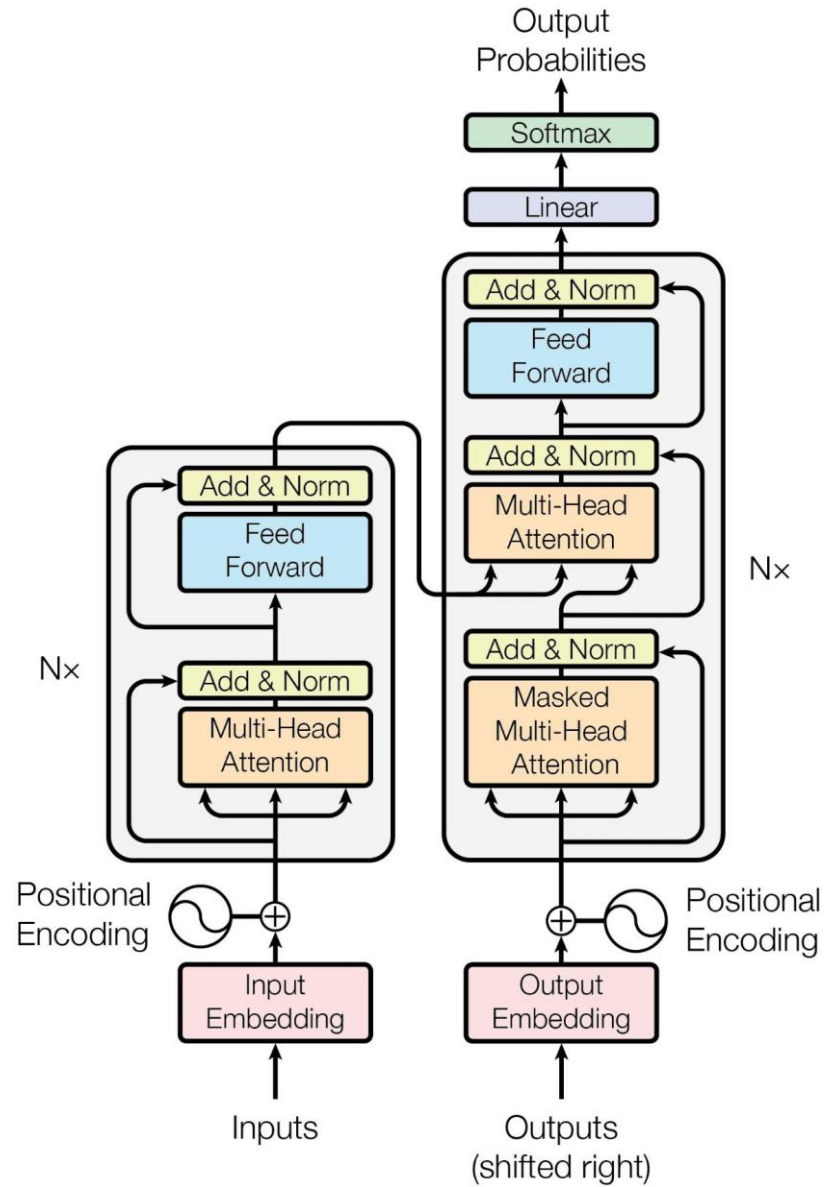 Output
Probabilities
Softmax
Linear
Add & Norm
Feed
Forward
Add & Norm
Multi-Head
Attention
Add & Norm
Masked
Multi-Head
Attention
N×
Add & Norm
Feed
Forward
Add & Norm
Multi-Head
Attention
N×
Positional
Encoding
Positional
Encoding
Input
Embedding
Output
Embedding
Inputs
Outputs
(shifted right)